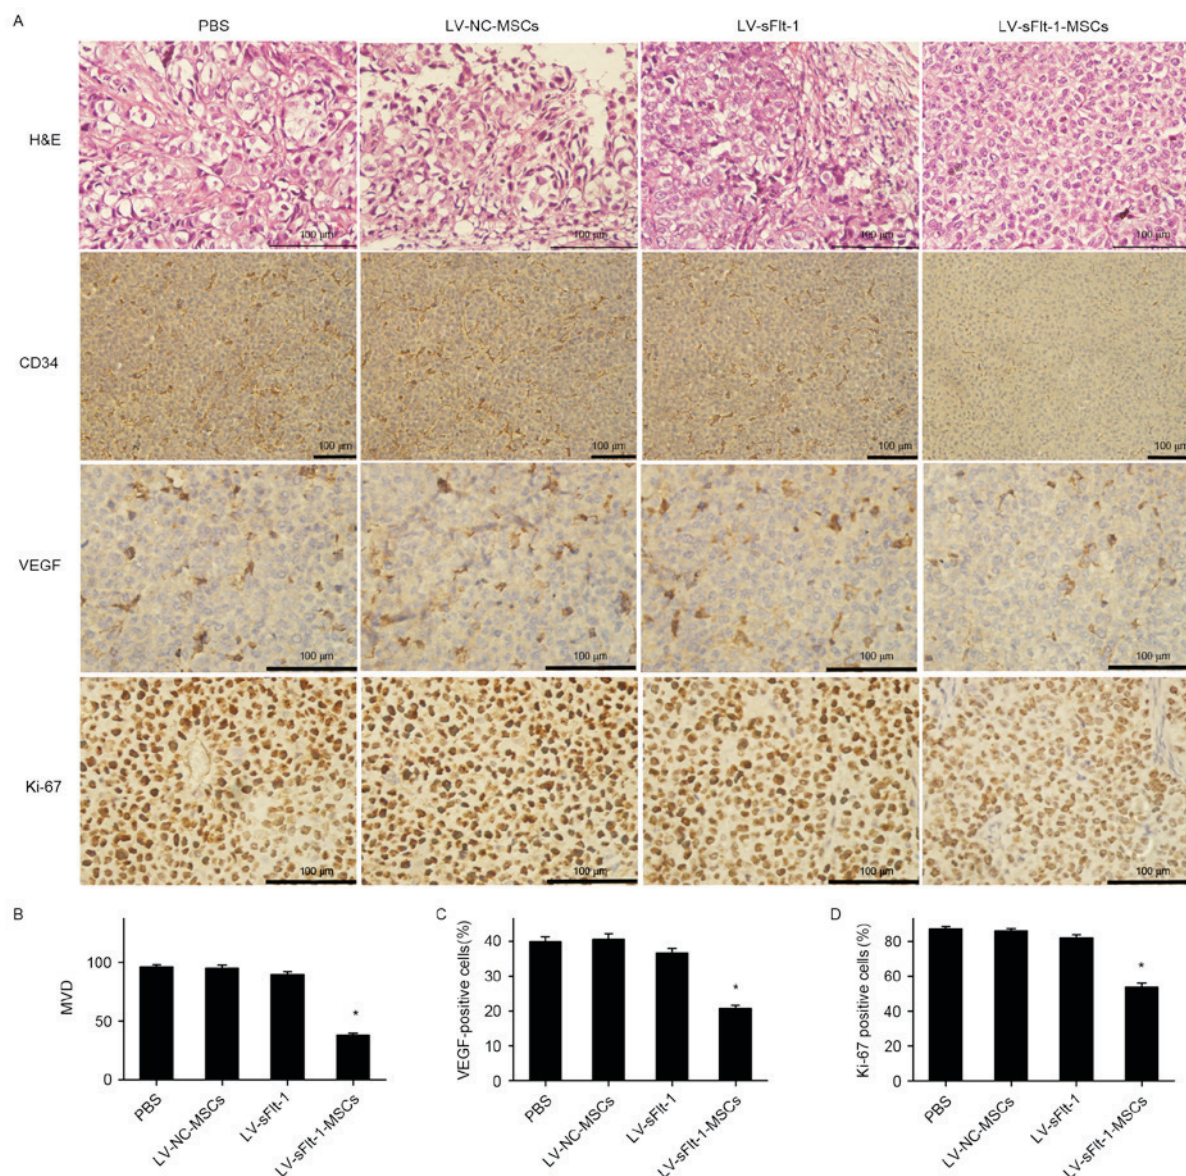 A
PBS
LV-NC-MSCs
LV-sFlt-1
LV-sFlt-1-MSCs
H&E
100 μm
100 μm
100 μm
100 μm
CD34
100 μm
100 μm
100 μm
100 μm
VEGF
100 μm
100 μm
100 μm
100 μm
Ki-67
100 μm
100 μm
100 μm
100 μm
B
MVD
100
50
0
*
PBS
LV-NC-MSCs
LV-sFlt-1
LV-sFlt-1-MSCs
C
VEGF-positive cells(%)
50
40
30
20
10
0
*
PBS
LV-NC-MSCs
LV-sFlt-1
LV-sFlt-1-MSCs
D
Ki-67 positive cells (%)
80
60
40
20
0
*
PBS
LV-NC-MSCs
LV-sFlt-1
LV-sFlt-1-MSCs